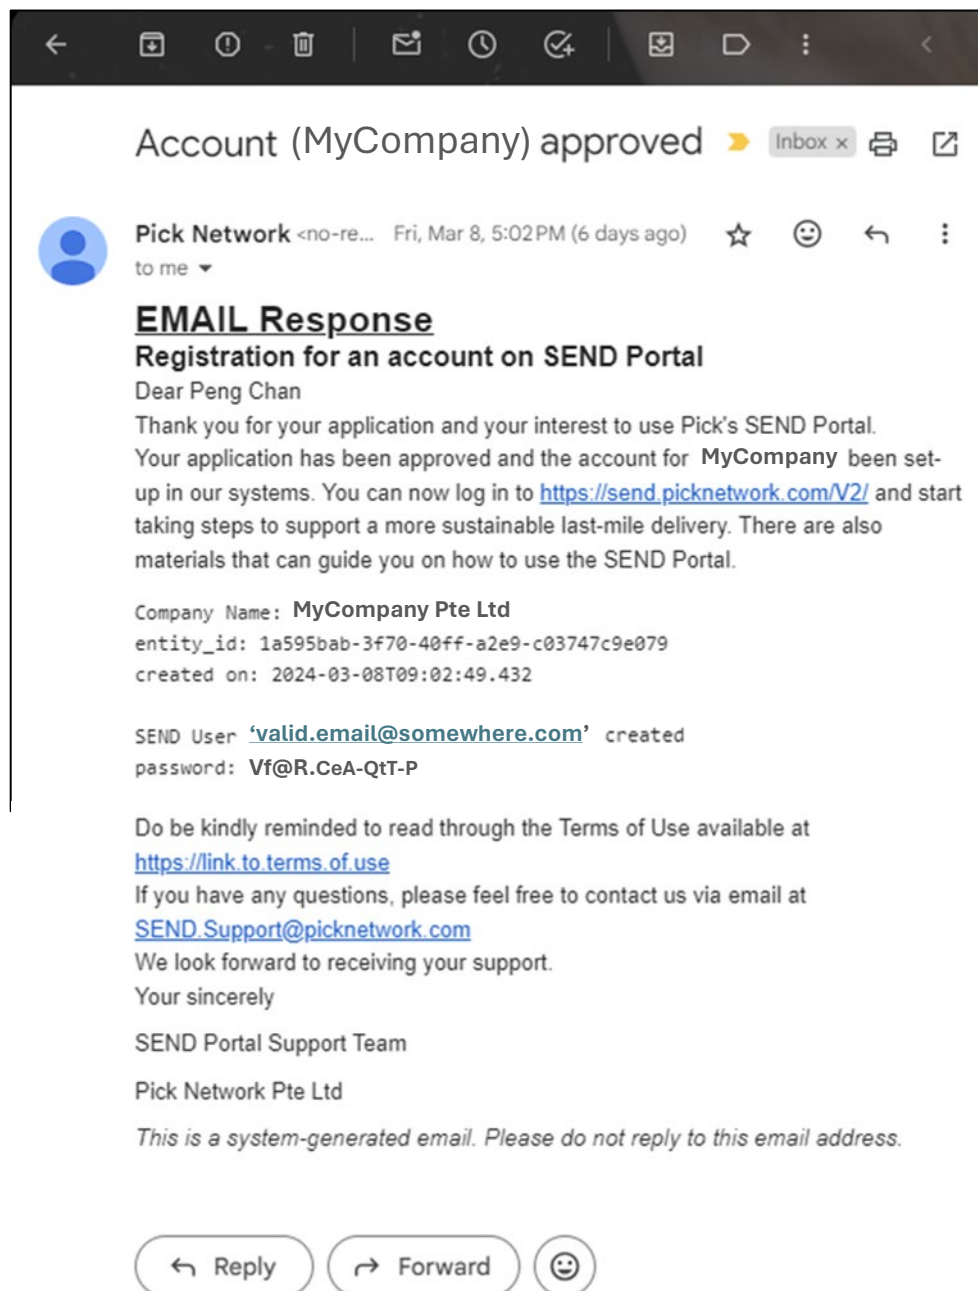 Account (MyCompany) approved Inbox ×
Pick Network <no-re... Fri, Mar 8, 5:02 PM (6 days ago)
to me
EMAIL Response
Registration for an account on SEND Portal
Dear Peng Chan
Thank you for your application and your interest to use Pick's SEND Portal.
Your application has been approved and the account for MyCompany been set-
up in our systems. You can now log in to https://send.picknetwork.com/V2/ and start
taking steps to support a more sustainable last-mile delivery. There are also
materials that can guide you on how to use the SEND Portal.
Company Name: MyCompany Pte Ltd
entity_id: 1a595bab-3f70-40ff-a2e9-c03747c9e079
created on: 2024-03-08T09:02:49.432
SEND User ‘valid.email@somewhere.com’ created
password: Vf@R.CeA-QtT-P
Do be kindly reminded to read through the Terms of Use available at
https://link.to.terms.of.use
If you have any questions, please feel free to contact us via email at
SEND.Support@picknetwork.com
We look forward to receiving your support.
Your sincerely
SEND Portal Support Team
Pick Network Pte Ltd
This is a system-generated email. Please do not reply to this email address.
Reply Forward